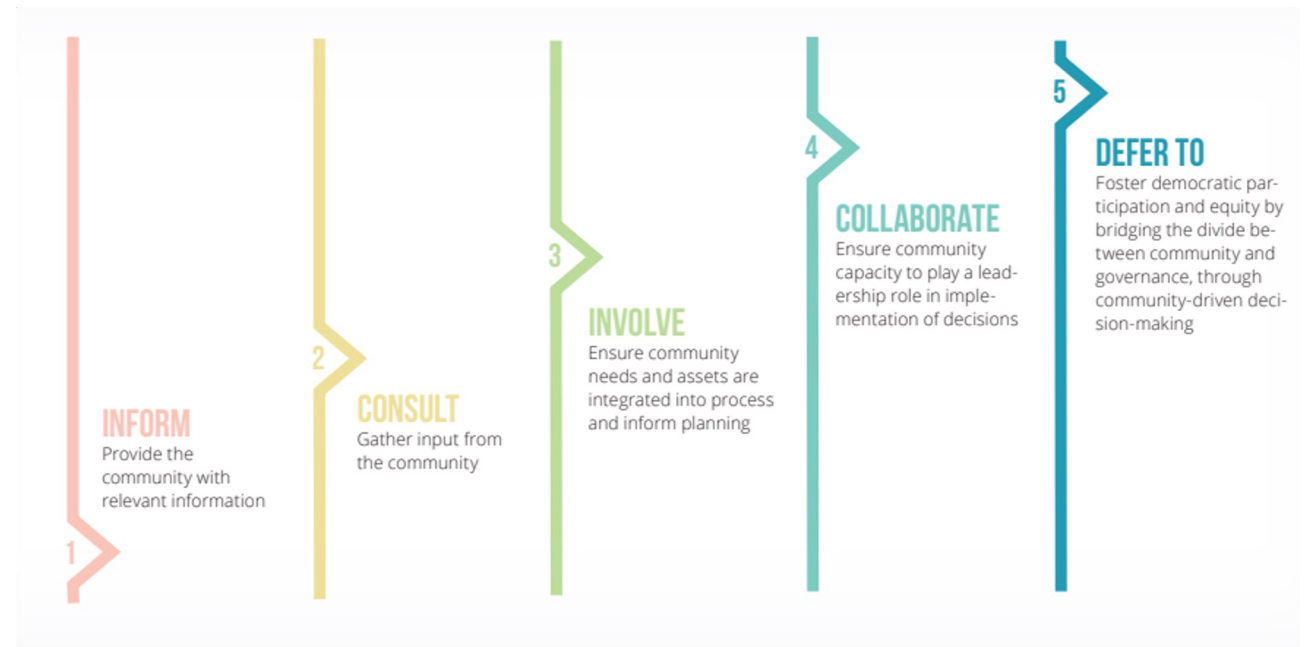 1
INFORM
Provide the
community with
relevant information
2
CONSULT
Gather input from
the community
3
INVOLVE
Ensure community
needs and assets are
integrated into process
and inform planning
4
COLLABORATE
Ensure community
capacity to play a lead-
ership role in imple-
mentation of decisions
5
DEFER TO
Foster democratic par-
ticipation and equity by
bridging the divide be-
tween community and
governance, through
community-driven deci-
sion-making